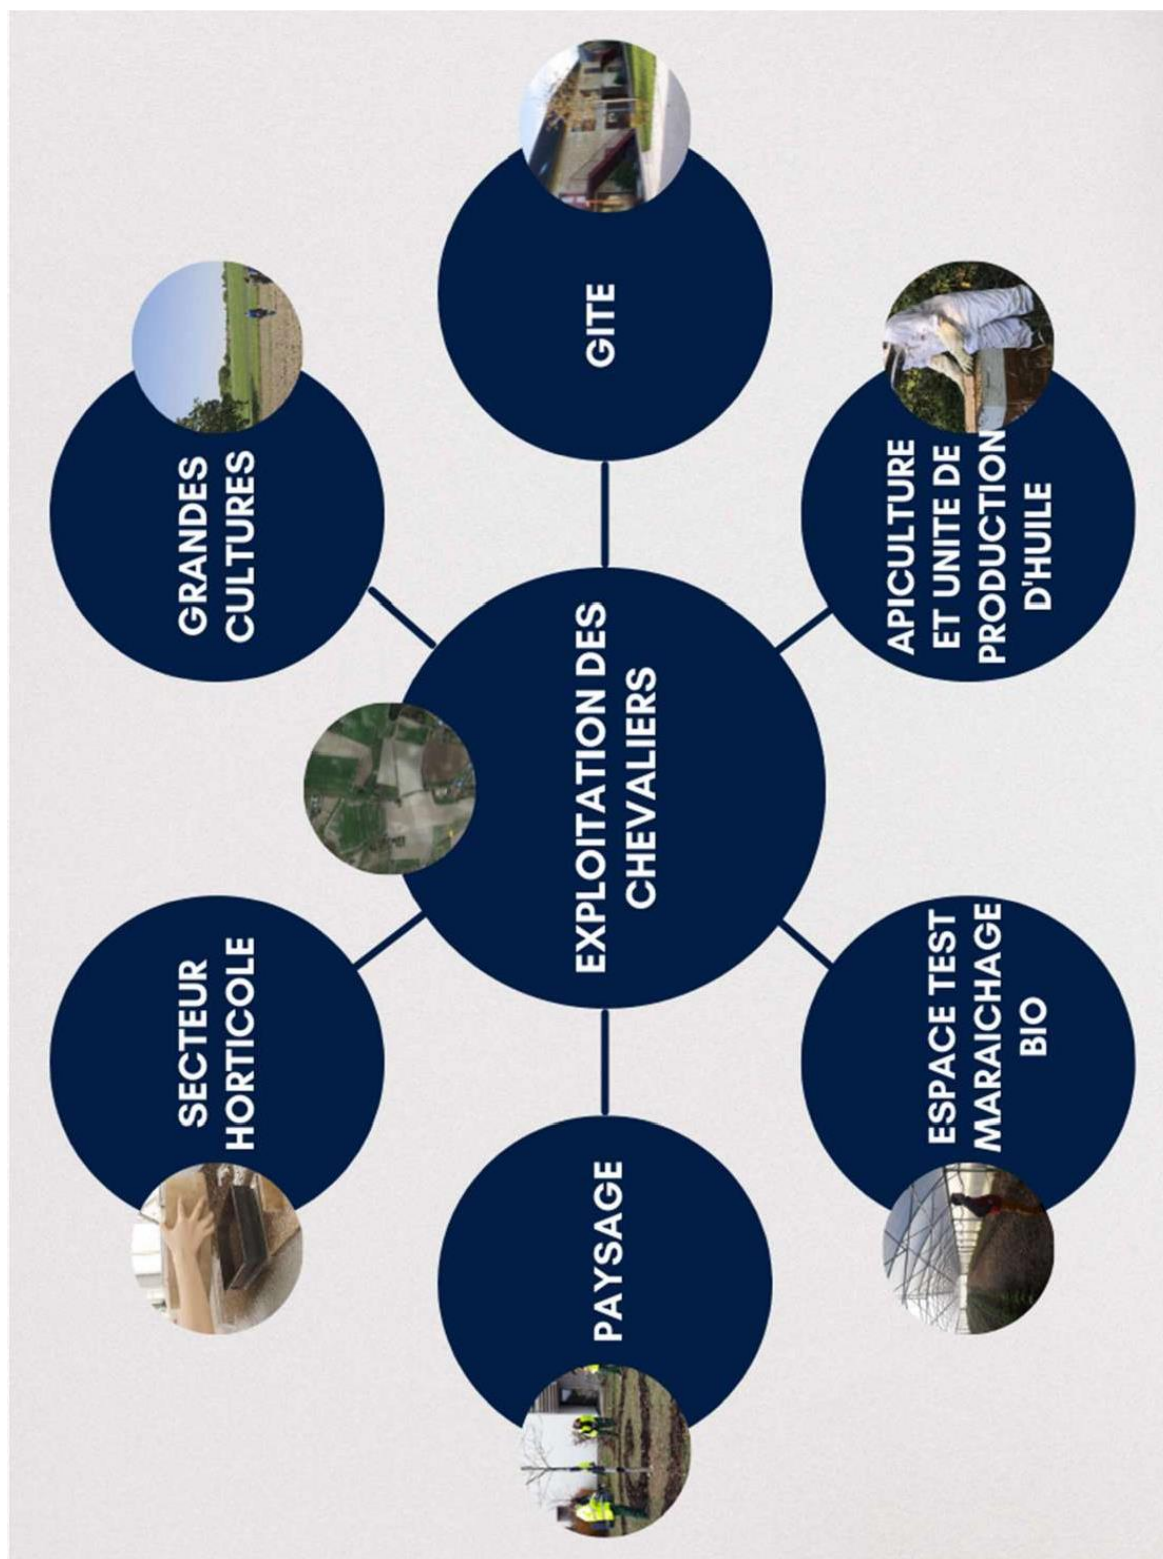 SECTEUR
HORTICOLE
GRANDES
CULTURES
PAYSAGE
EXPLOITATION DES
CHEVALIERS
GITE
ESPACE TEST
MARAICHAGE
BIO
APICULTURE
ET UNITE DE
PRODUCTION
D'HUILE